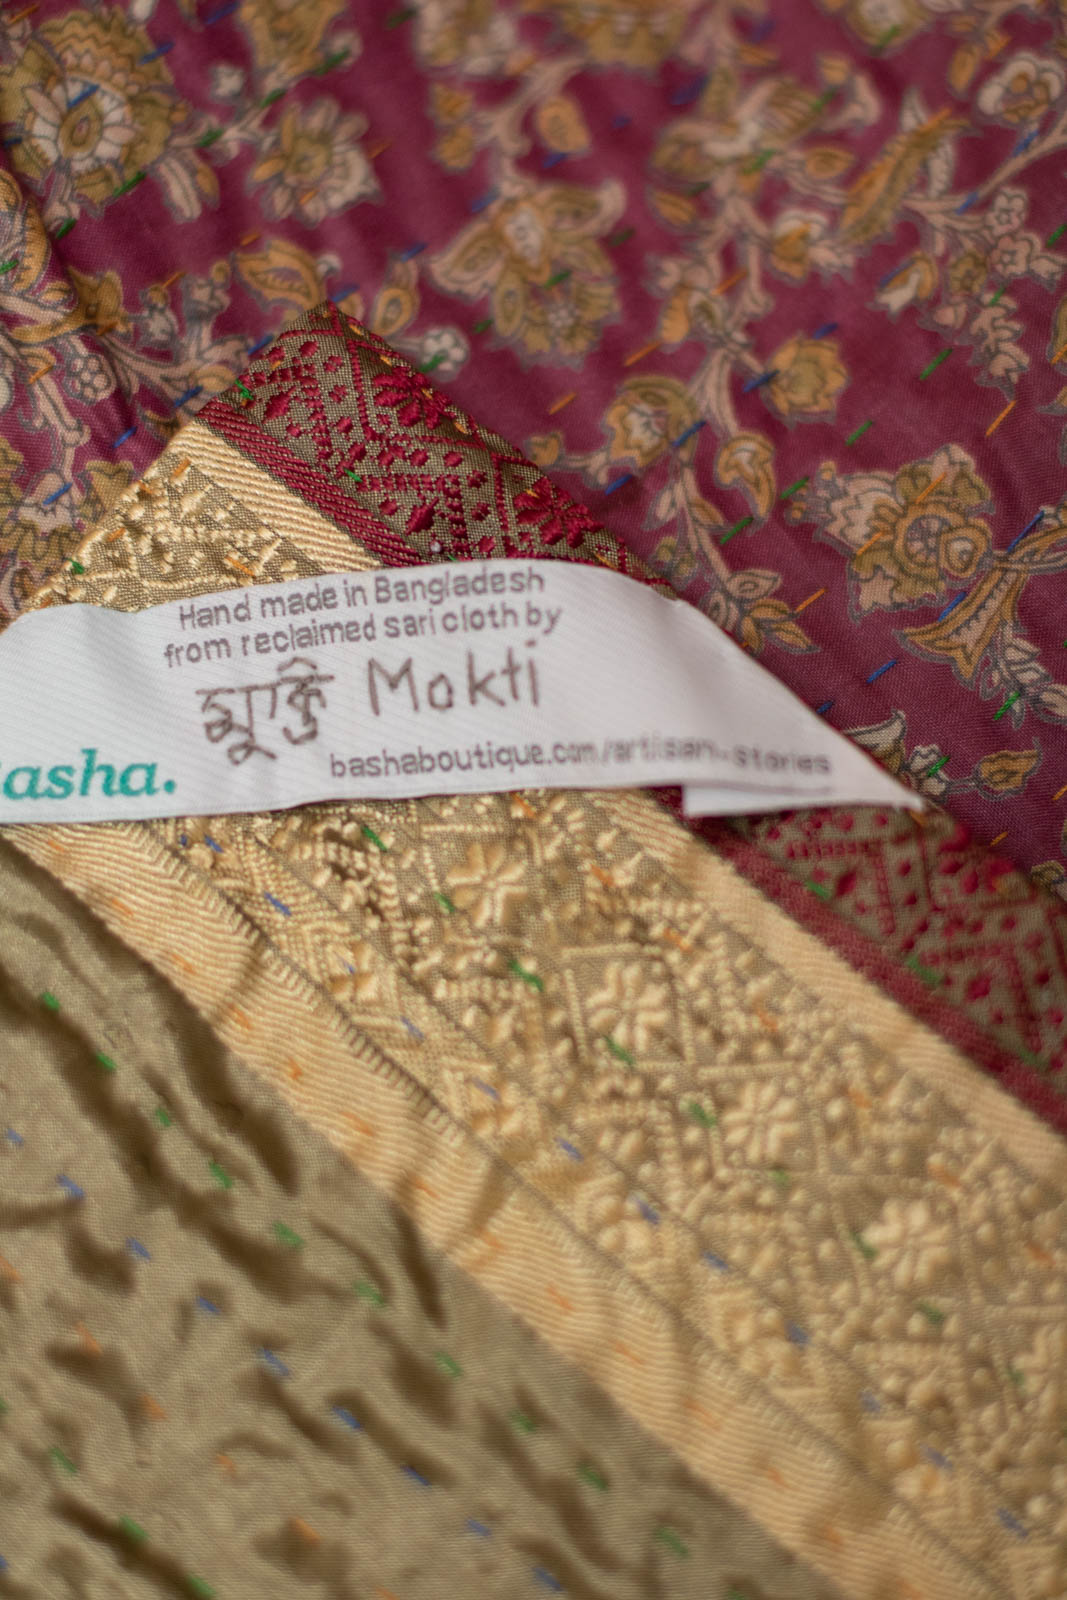 Hand made in Bangladesh
from reclaimed sari cloth by
মুক্তি Mokti
bashaboutique.com/artisan-stories
asha.